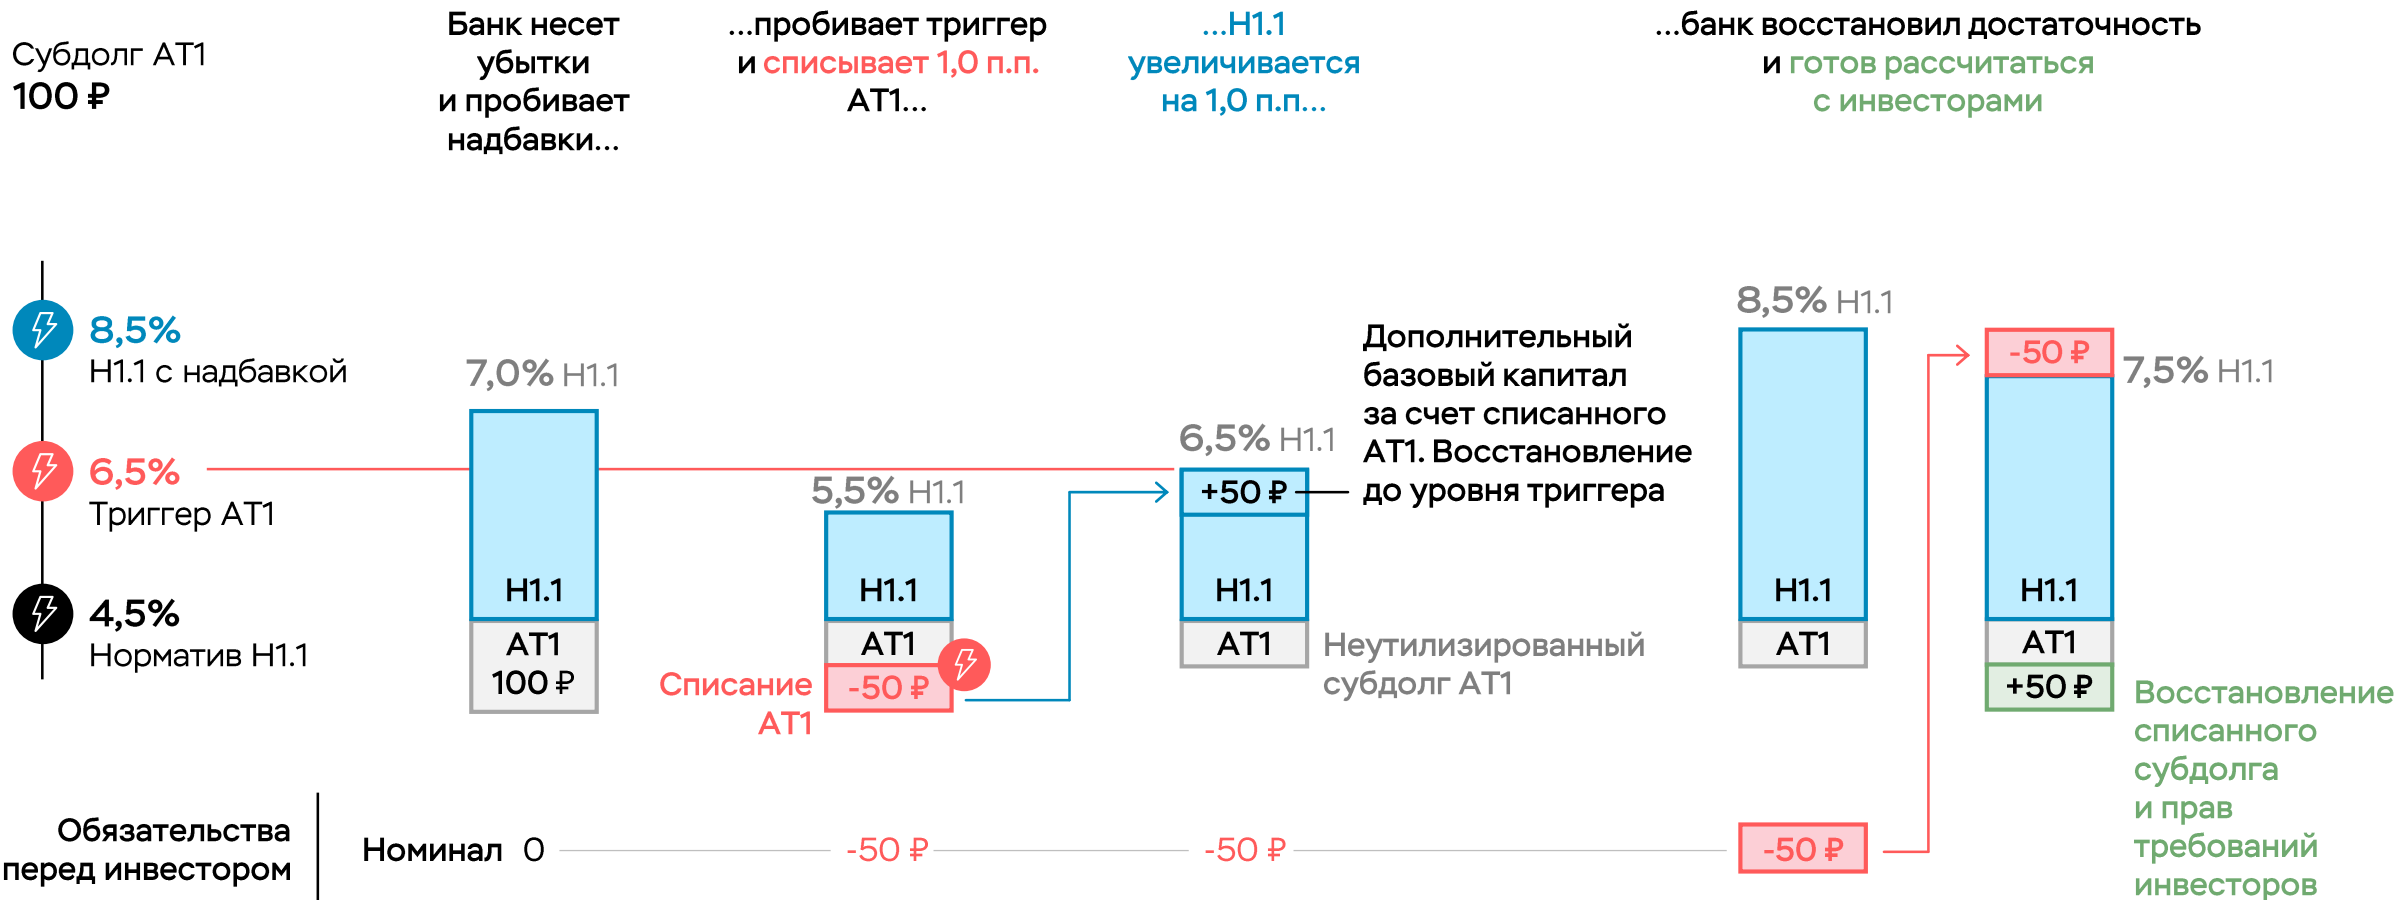 Субдолг АТ1
100 ₽
Банк несет
убытки
и пробивает
надбавки...
...пробивает триггер
и списывает 1,0 п.п.
АТ1...
...Н1.1
увеличивается
на 1,0 п.п...
...банк восстановил достаточность
и готов рассчитаться
с инвесторами
8,5%
Н1.1 с надбавкой
6,5%
Триггер АТ1
4,5%
Норматив Н1.1
7,0% Н1.1
Н1.1
АТ1
100 ₽
5,5% Н1.1
Н1.1
АТ1
-50 ₽
Списание
АТ1
6,5% Н1.1
+50 ₽
Н1.1
АТ1
Дополнительный
базовый капитал
за счет списанного
АТ1. Восстановление
до уровня триггера
Неутилизированный
субдолг АТ1
8,5% Н1.1
Н1.1
АТ1
-50 ₽
7,5% Н1.1
Н1.1
АТ1
+50 ₽
Восстановление
списанного
субдолга
и прав
требований
инвесторов
Обязательства
перед инвестором
Номинал 0
-50 ₽
-50 ₽
-50 ₽